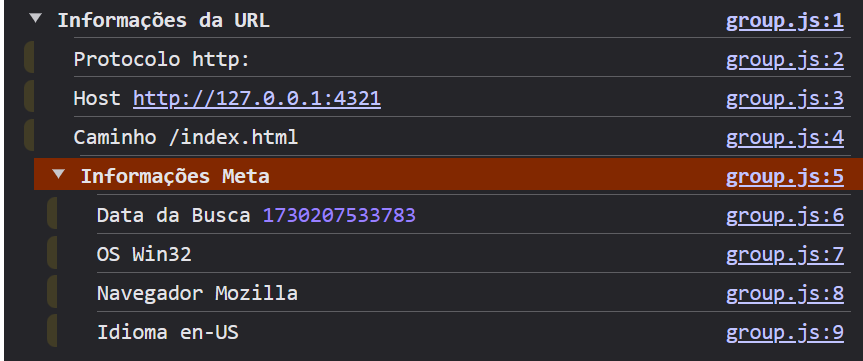 Informações da URL group.js:1
Protocolo http: group.js:2
Host http://127.0.0.1:4321 group.js:3
Caminho /index.html group.js:4
Informações Meta group.js:5
Data da Busca 1730207533783 group.js:6
OS Win32 group.js:7
Navegador Mozilla group.js:8
Idioma en-US group.js:9